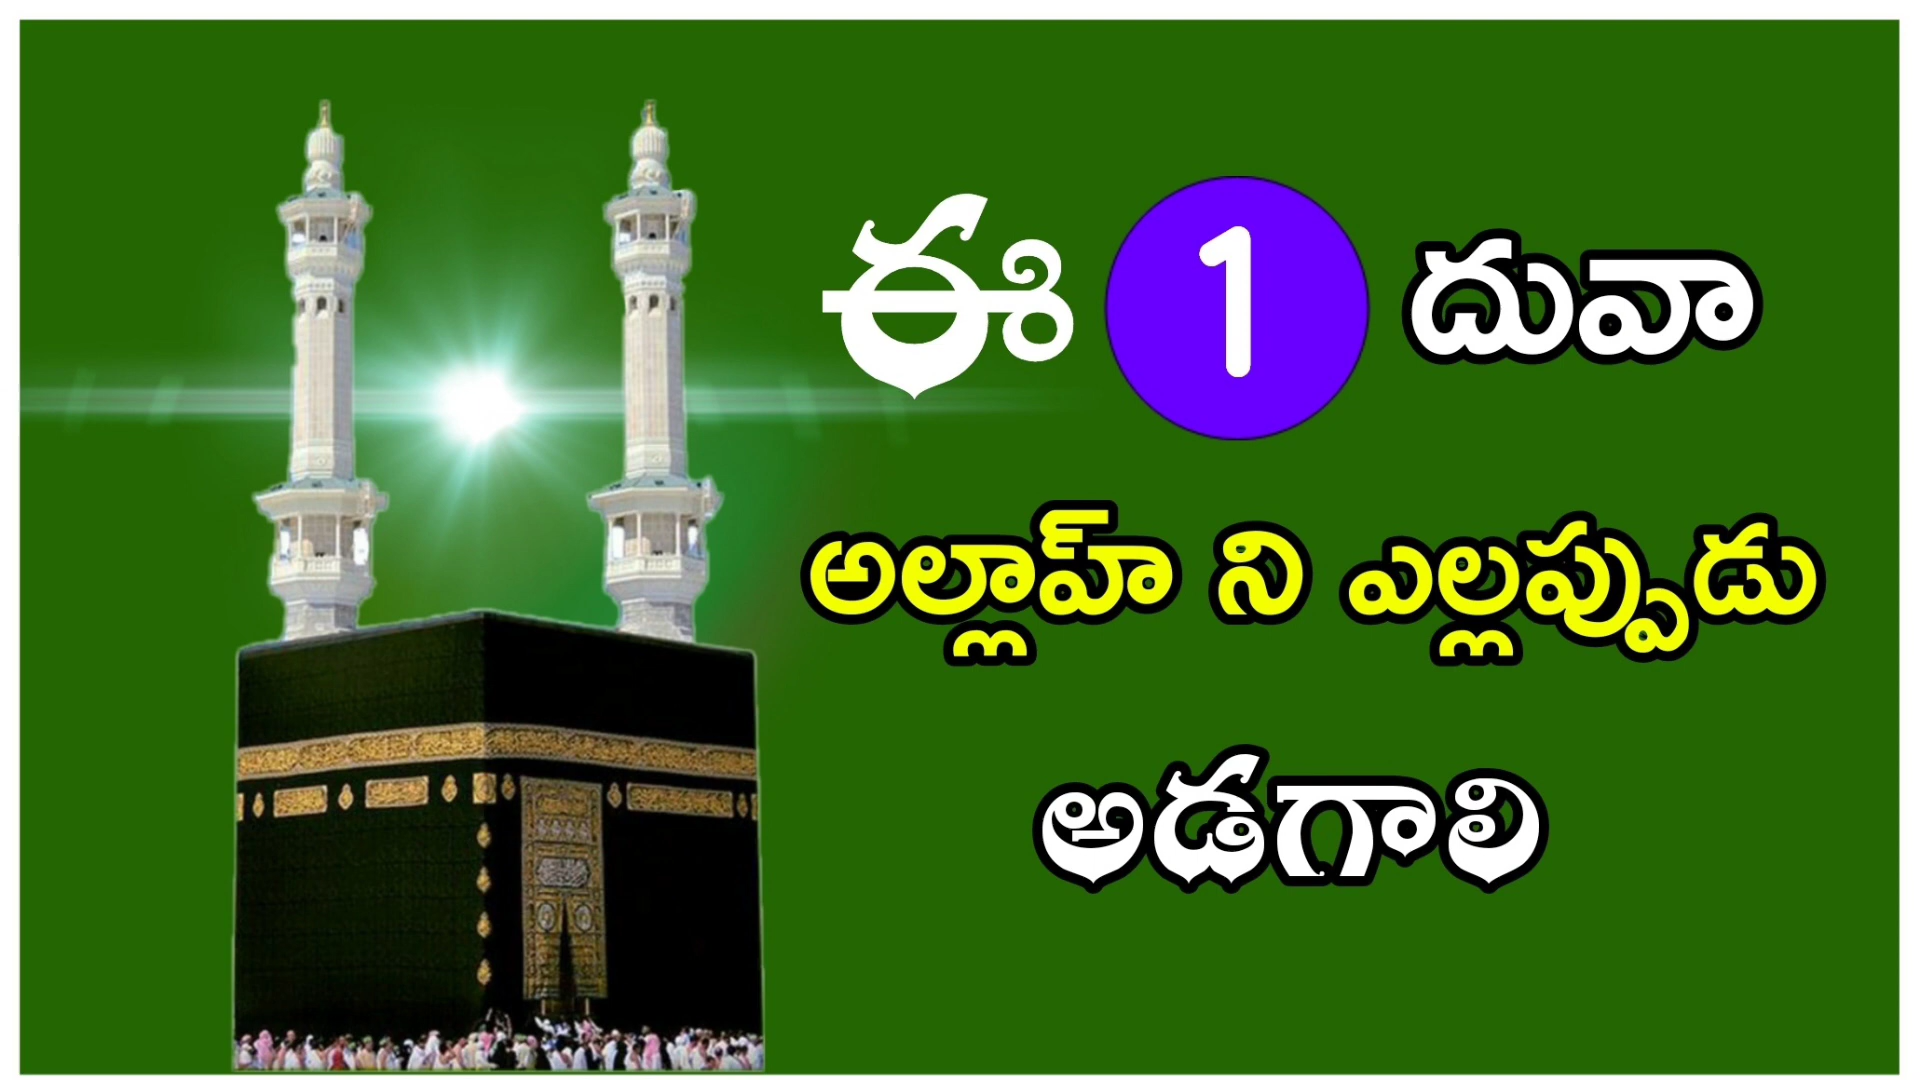 ఈ 1 దువా
అల్లాహ్ ని ఎల్లప్పుడు
అడగాలి